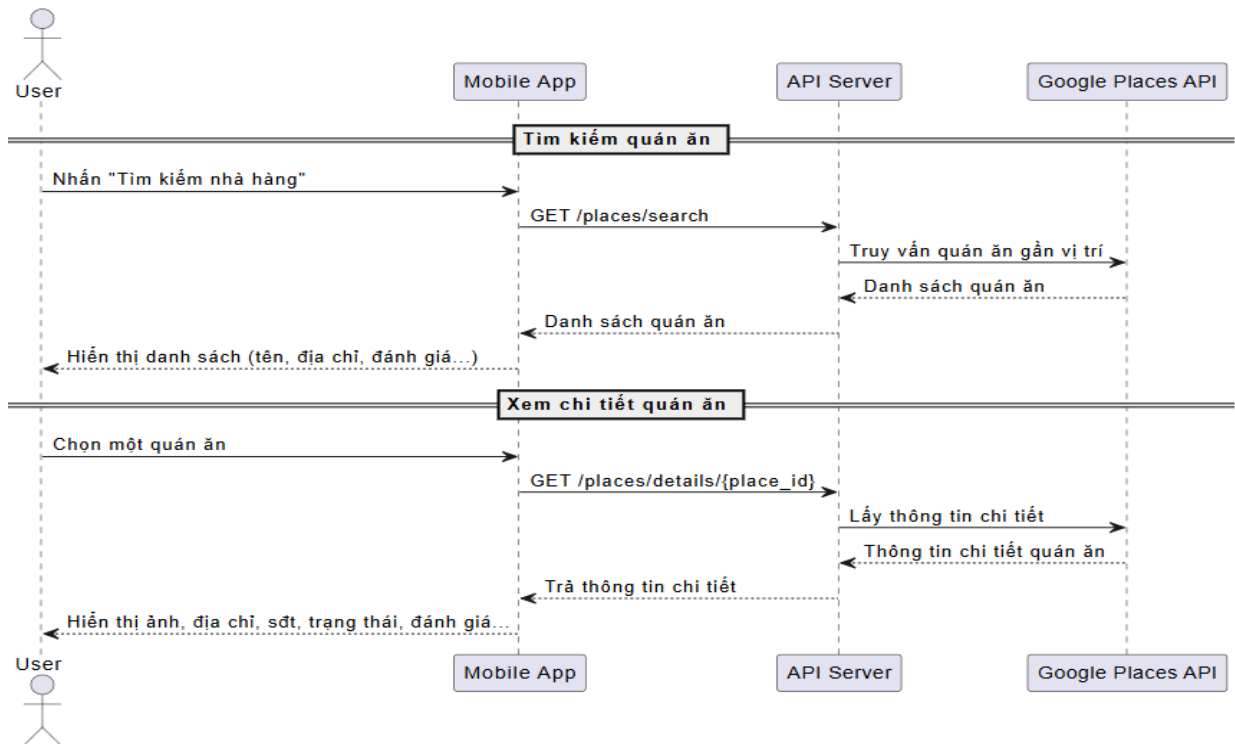 User
Mobile App
API Server
Google Places API
Tìm kiếm quán ăn
Nhấn "Tìm kiếm nhà hàng"
GET /places/search
Truy vấn quán ăn gần vị trí
Danh sách quán ăn
Danh sách quán ăn
Hiển thị danh sách (tên, địa chỉ, đánh giá...)
Xem chi tiết quán ăn
Chọn một quán ăn
GET /places/details/{place_id}
Lấy thông tin chi tiết
Thông tin chi tiết quán ăn
Trả thông tin chi tiết
Hiển thị ảnh, địa chỉ, sđt, trạng thái, đánh giá...
User
Mobile App
API Server
Google Places API